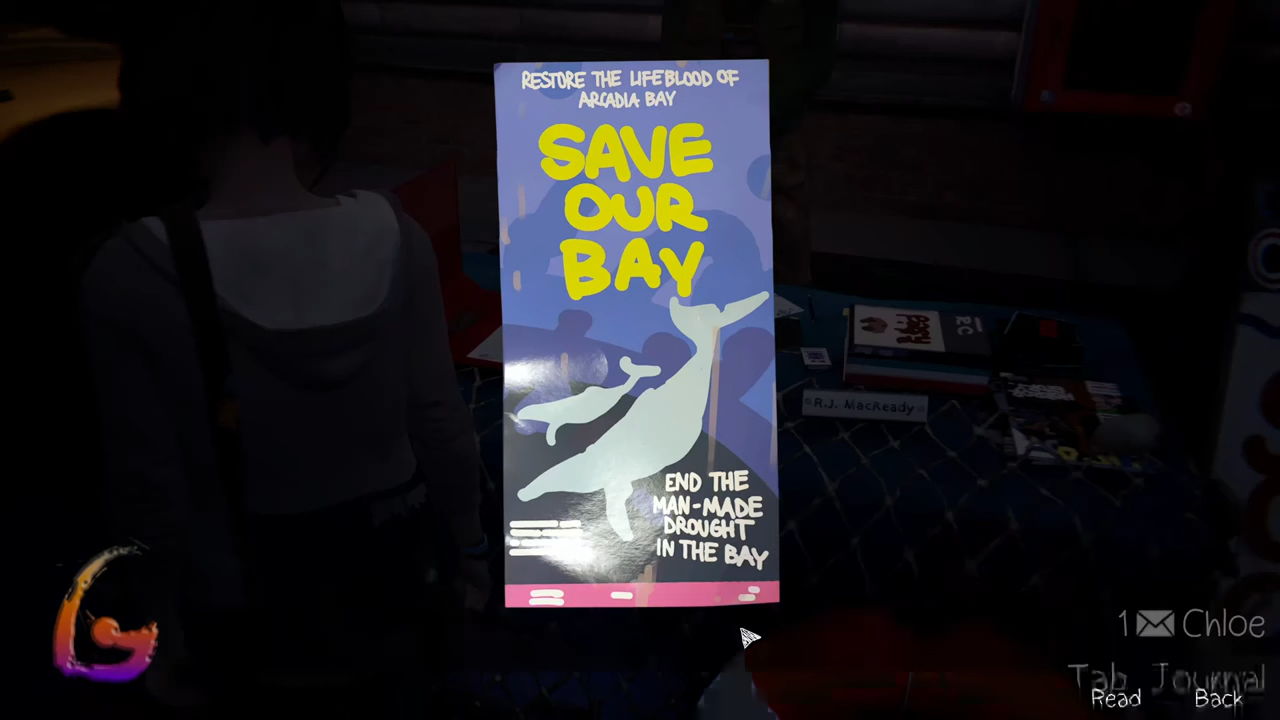 RESTORE THE LIFEBLOOD OF
ARCADIA BAY
SAVE
OUR
BAY
END THE
MAN-MADE
DROUGHT
IN THE BAY
R.J. MacReady
1 Chloe
Tab Journal
Read Back